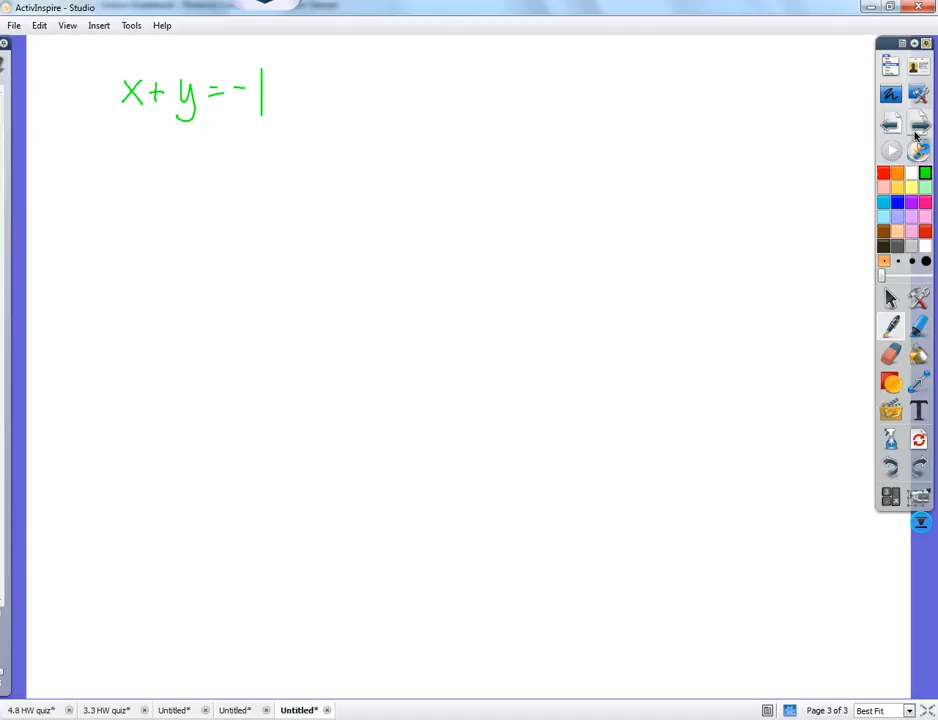 ActivInspire - Studio
File Edit View Insert Tools Help
x + y = - 1
4.8 HW quiz* 3.3 HW quiz* Untitled* Untitled* Untitled* Page 3 of 3 Best Fit